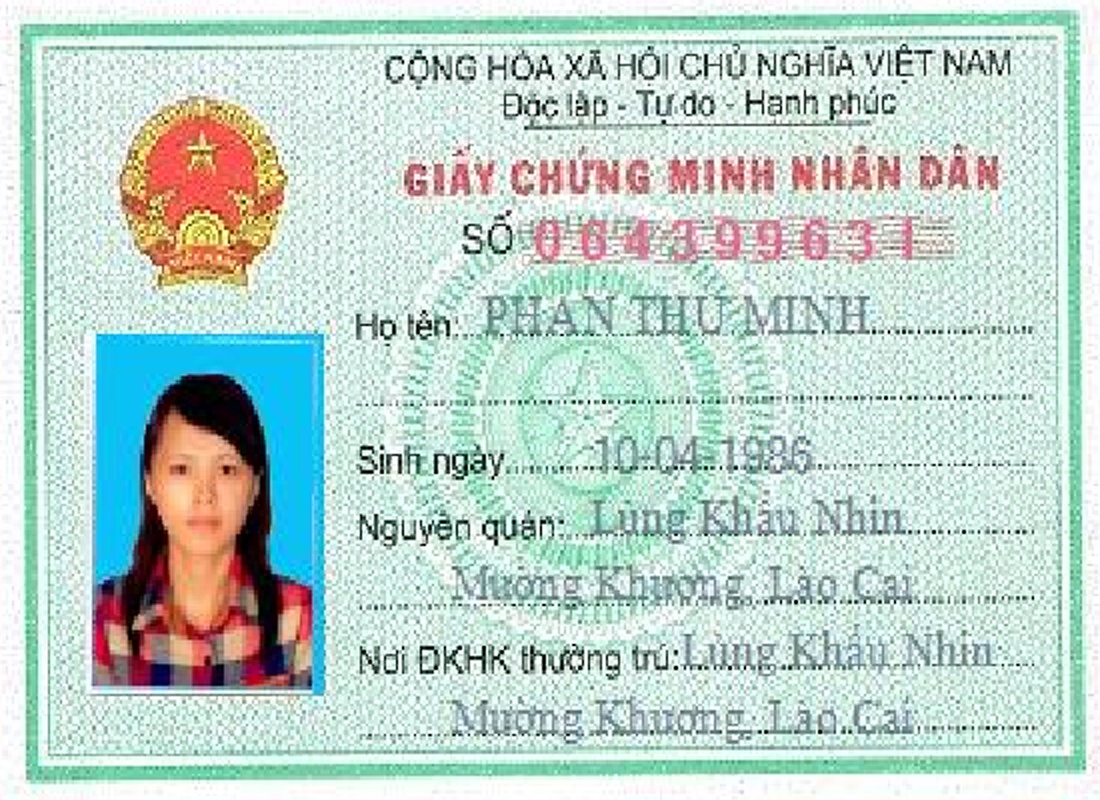 CỘNG HÒA XÃ HỘI CHỦ NGHĨA VIỆT NAM
Độc lập - Tự do - Hạnh phúc
GIẤY CHỨNG MINH NHÂN DÂN
SỐ 064399631
Họ tên: PHAN THU MINH
Sinh ngày 10-04-1986
Nguyên quán: Lùng Khấu Nhin
Mường Khương, Lào Cai
Nơi ĐKHK thường trú: Lùng Khấu Nhin
Mường Khương, Lào Cai